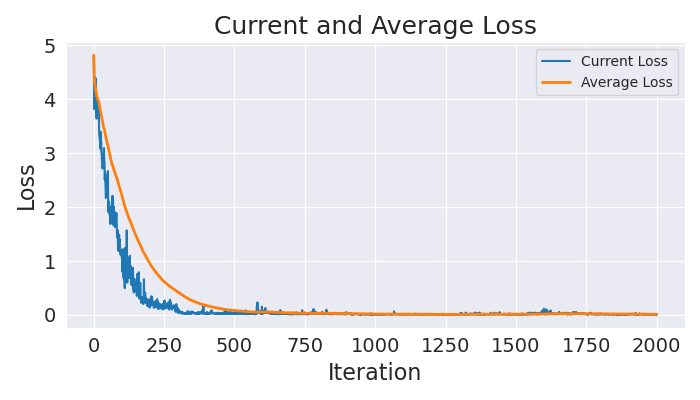 Current and Average Loss
Loss
5
4
3
2
1
0
Current Loss
Average Loss
0 250 500 750 1000 1250 1500 1750 2000
Iteration